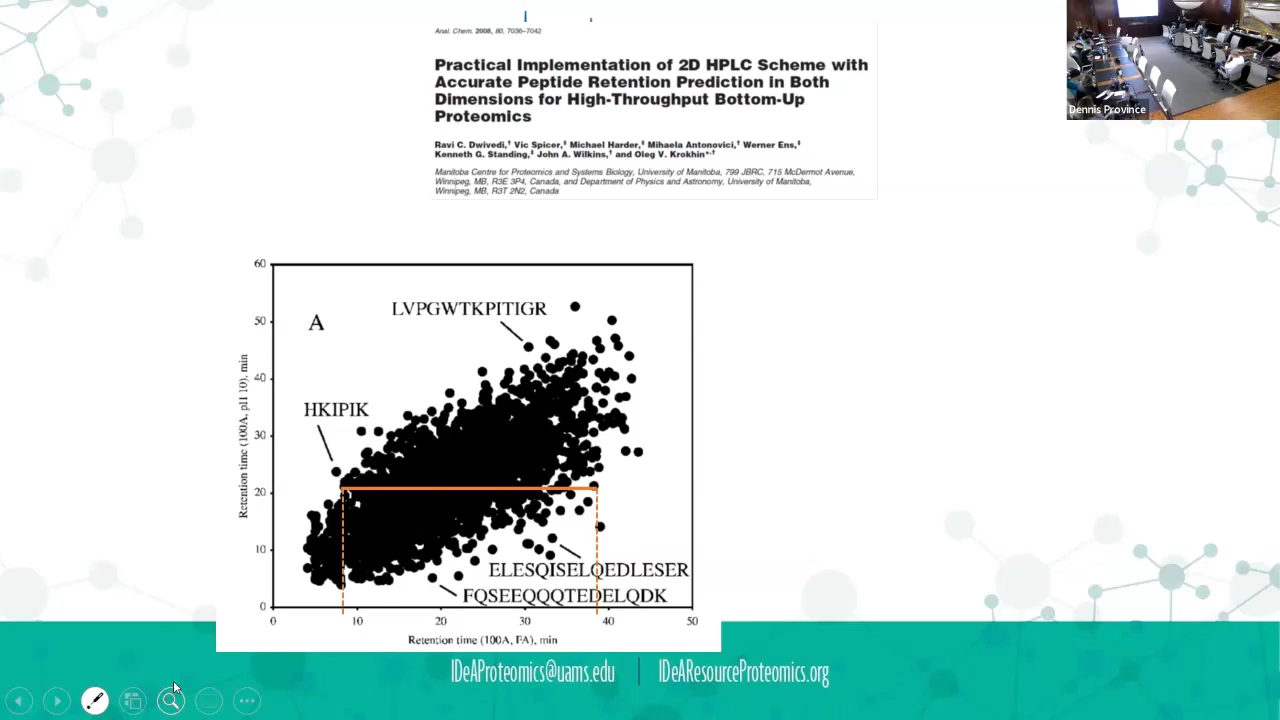 Anal. Chem. 2008, 80, 7036–7042
Practical Implementation of 2D HPLC Scheme with
Accurate Peptide Retention Prediction in Both
Dimensions for High-Throughput Bottom-Up
Proteomics
Ravi C. Dwivedi,† Vic Spicer,‡ Michael Harder,‡ Mihaela Antonovici,† Werner Ens,‡
Kenneth G. Standing,‡ John A. Wilkins,† and Oleg V. Krokhin*,†
Manitoba Centre for Proteomics and Systems Biology, University of Manitoba, 799 JBRC, 715 McDermot Avenue,
Winnipeg, MB, R3E 3P4, Canada, and Department of Physics and Astronomy, University of Manitoba,
Winnipeg, MB, R3T 2N2, Canada
Dennis Province
60
50
40
30
20
10
0
Retention time (100A, pH 10), min
A
LVPGWTKPITIGR
HKIPIK
ELESQISELQEDLESER
FQSEEQQQTEDELQDK
0 10 20 30 40 50
Retention time (100A, FA), min
IDeAProteomics@uams.edu | IDeAResourceProteomics.org